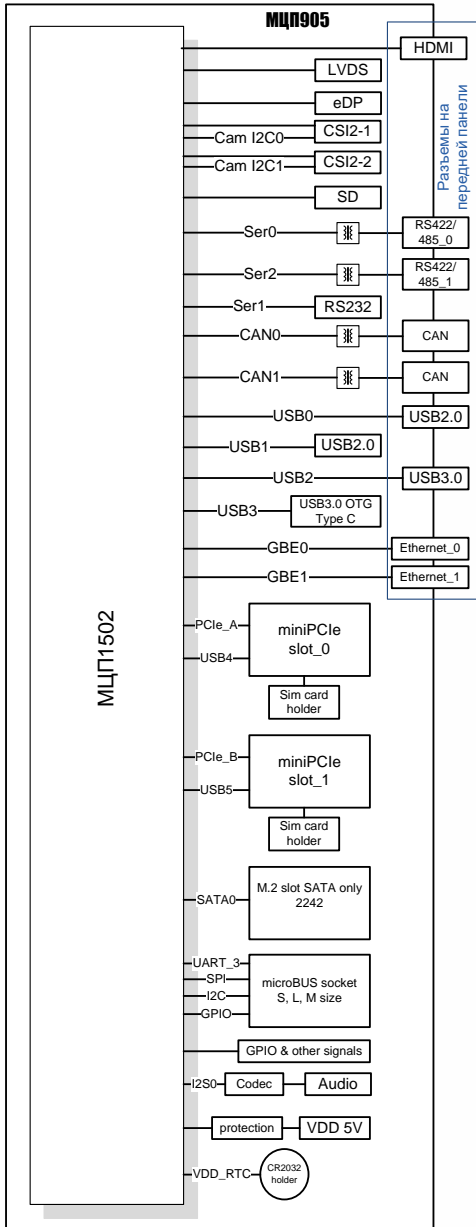 МЦП905
HDMI
LVDS
eDP
Cam I2C0
CSI2-1
Cam I2C1
CSI2-2
SD
Разъемы на
передней панели
Ser0
RS422/
485_0
Ser2
RS422/
485_1
Ser1
RS232
CAN0
CAN
CAN1
CAN
USB0
USB2.0
USB1
USB2.0
USB2
USB3.0
USB3
USB3.0 OTG
Type C
GBE0
Ethernet_0
GBE1
Ethernet_1
МЦП1502
PCIe_A
USB4
miniPCIe
slot_0
Sim card
holder
PCIe_B
USB5
miniPCIe
slot_1
Sim card
holder
SATA0
M.2 slot SATA only
2242
UART_3
SPI
I2C
GPIO
microBUS socket
S, L, M size
GPIO & other signals
I2S0
Codec
Audio
protection
VDD 5V
VDD_RTC
CR2032
holder